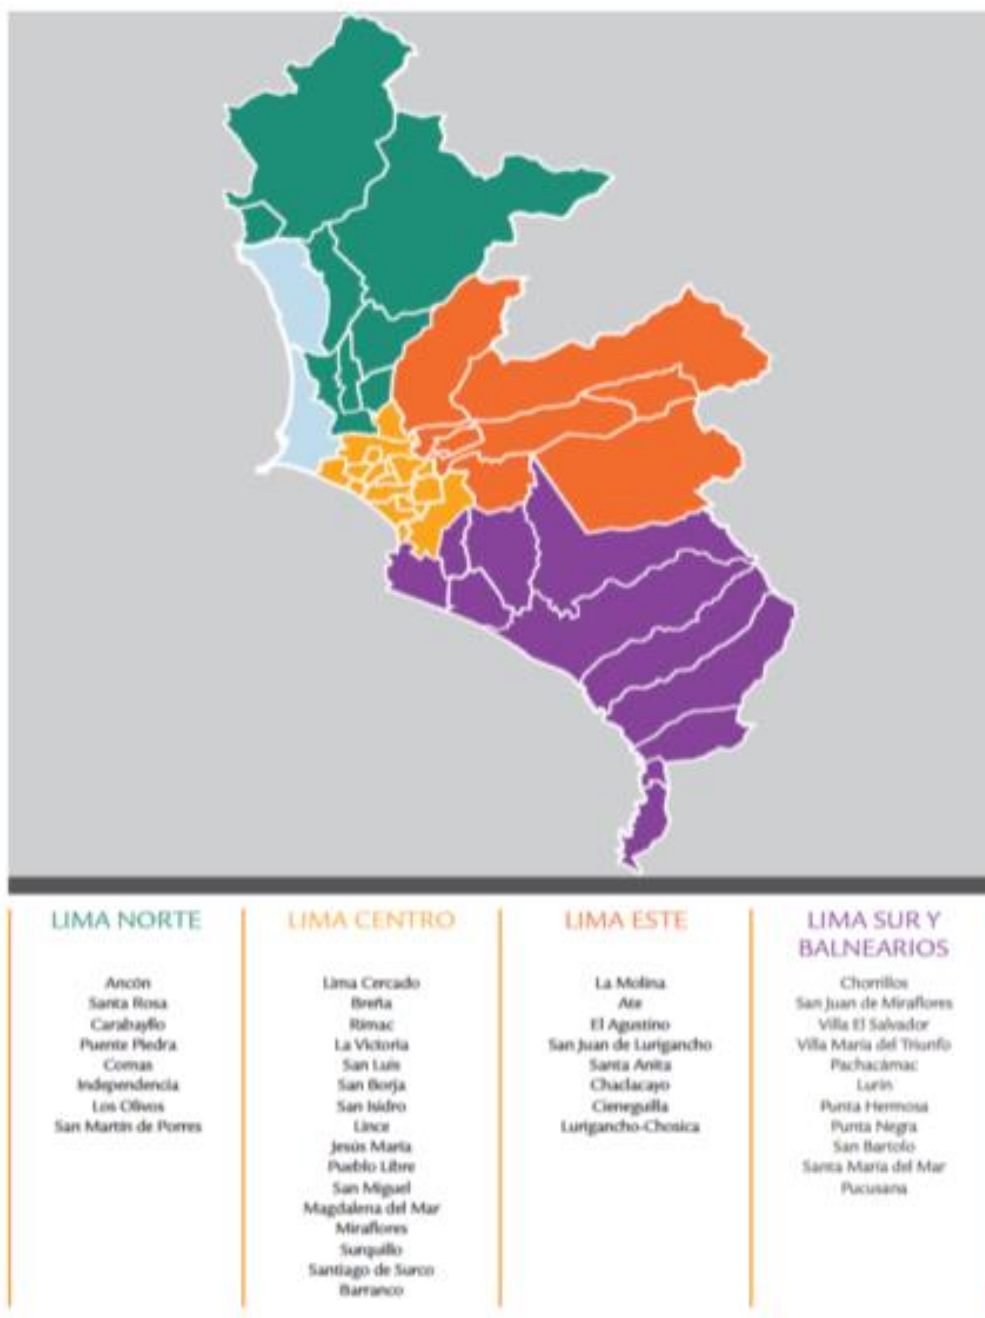 LIMA NORTE
Ancón
Santa Rosa
Carabayllo
Puente Piedra
Comas
Independencia
Los Olivos
San Martín de Porres
LIMA CENTRO
Lima Cercado
Breña
Rímac
La Victoria
San Luis
San Borja
San Isidro
Lince
Jesús María
Pueblo Libre
San Miguel
Magdalena del Mar
Miraflores
Surquillo
Santiago de Surco
Barranco
LIMA ESTE
La Molina
Ate
El Agustino
San Juan de Lurigancho
Santa Anita
Chaclacayo
Cieneguilla
Lurigancho-Chosica
LIMA SUR Y
BALNEARIOS
Chorrillos
San Juan de Miraflores
Villa El Salvador
Villa María del Triunfo
Pachacámac
Lurín
Punta Hermosa
Punta Negra
San Bartolo
Santa María del Mar
Pucusana